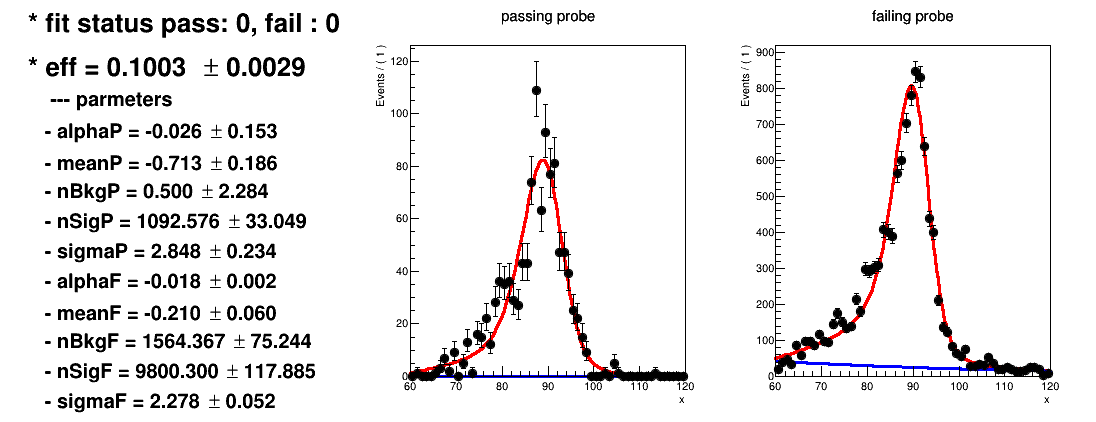 * fit status pass: 0, fail : 0
* eff = 0.1003 ± 0.0029
--- parmeters
- alphaP = -0.026 ± 0.153
- meanP = -0.713 ± 0.186
- nBkgP = 0.500 ± 2.284
- nSigP = 1092.576 ± 33.049
- sigmaP = 2.848 ± 0.234
- alphaF = -0.018 ± 0.002
- meanF = -0.210 ± 0.060
- nBkgF = 1564.367 ± 75.244
- nSigF = 9800.300 ± 117.885
- sigmaF = 2.278 ± 0.052
passing probe
Events / ( 1 )
120
100
80
60
40
20
0
60 70 80 90 100 110 120
x
failing probe
Events / ( 1 )
900
800
700
600
500
400
300
200
100
0
60 70 80 90 100 110 120
x